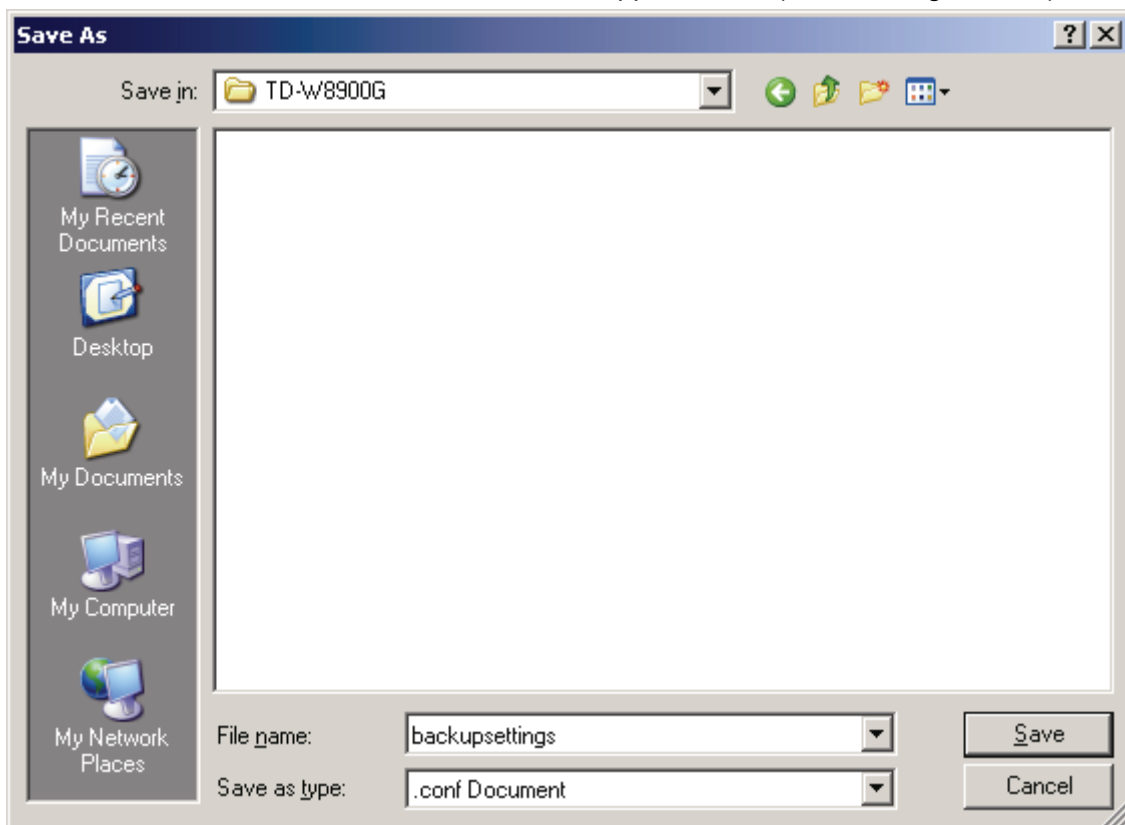 Save As
Save in:
TD-W8900G
My Recent
Documents
Desktop
My Documents
My Computer
My Network
Places
File name:
backupsettings
Save
Save as type:
.conf Document
Cancel